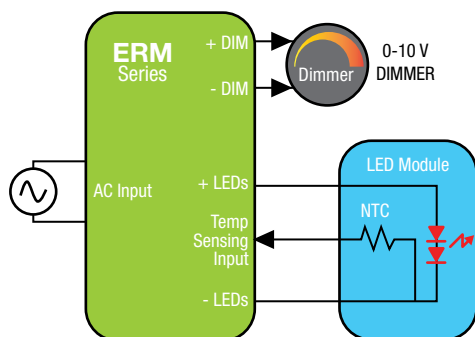 ERM
Series
+ DIM
- DIM
Dimmer
0-10 V
DIMMER
AC Input
+ LEDs
Temp
Sensing
Input
- LEDs
LED Module
NTC